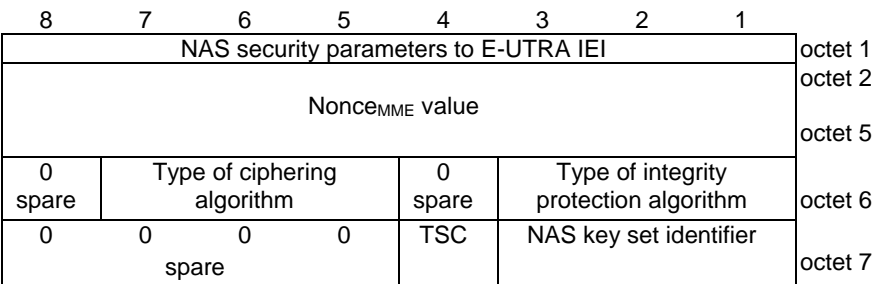 8 7 6 5 4 3 2 1
NAS security parameters to E-UTRA IEI octet 1
octet 2
NonceMME value
octet 5
0 Type of ciphering 0 Type of integrity
spare algorithm spare protection algorithm octet 6
0 0 0 0 TSC NAS key set identifier
spare octet 7